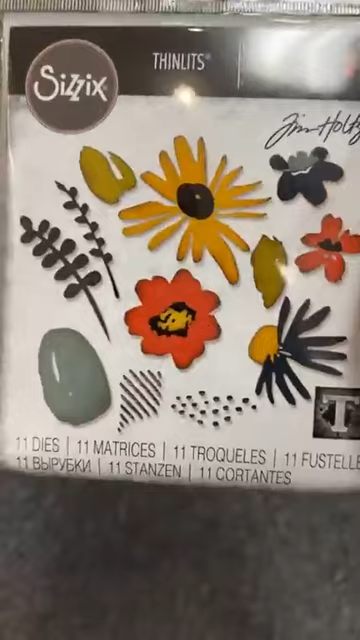 THINLITS®
Sizzix
Tim Holtz
T
11 DIES | 11 MATRICES | 11 TROQUELES | 11 FUSTELLE
11 ВЫРУБКИ | 11 STANZEN | 11 CORTANTES